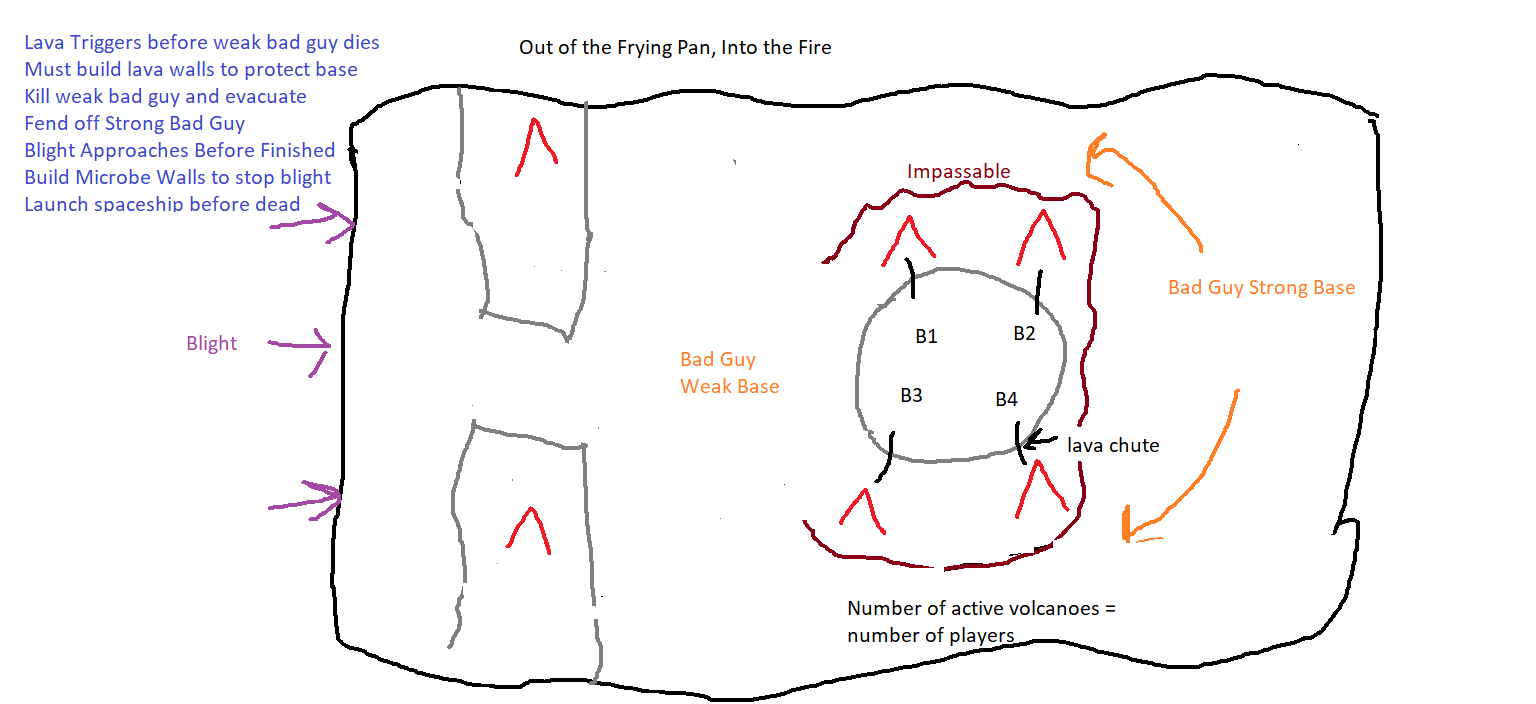 Lava Triggers before weak bad guy dies
Must build lava walls to protect base
Kill weak bad guy and evacuate
Fend off Strong Bad Guy
Blight Approaches Before Finished
Build Microbe Walls to stop blight
Launch spaceship before dead
Out of the Frying Pan, Into the Fire
Impassable
Bad Guy Strong Base
Blight
B1
B2
Bad Guy
Weak Base
B3
B4
lava chute
Number of active volcanoes =
number of players